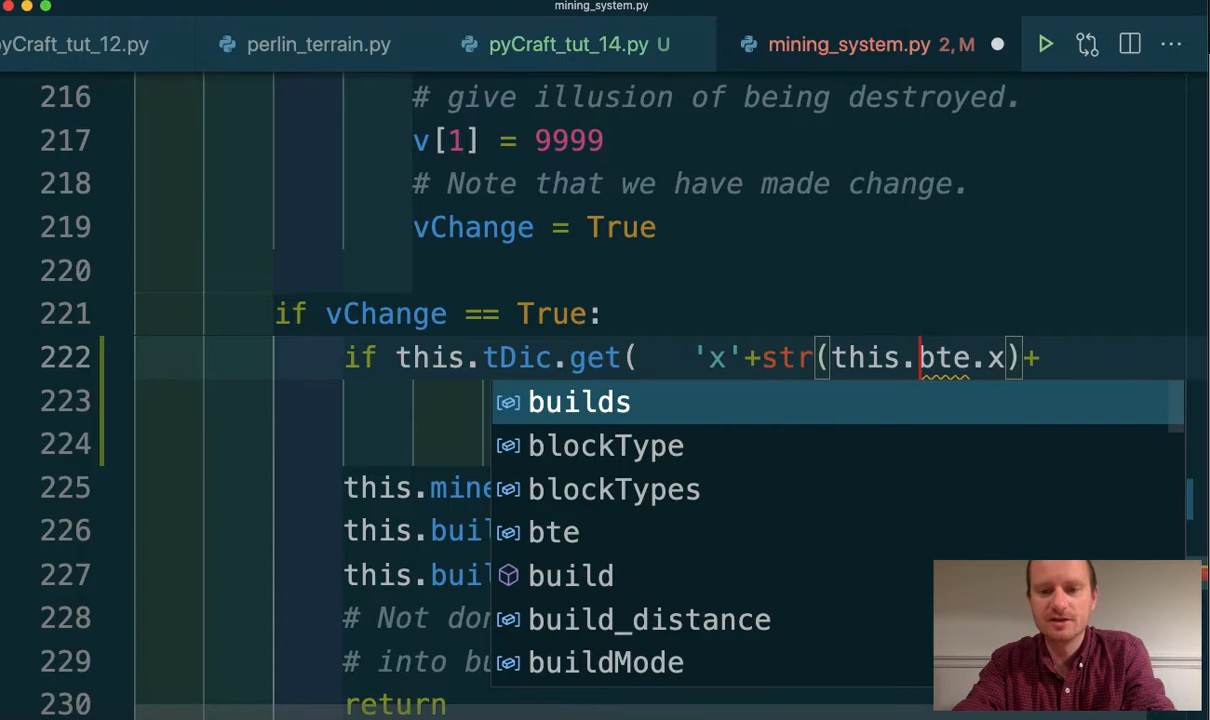 mining_system.py
yCraft_tut_12.py perlin_terrain.py pyCraft_tut_14.py U mining_system.py 2, M
216 # give illusion of being destroyed.
217 v[1] = 9999
218 # Note that we have made change.
219 vChange = True
220
221 if vChange == True:
222 if this.tDic.get( 'x'+str(this.bte.x)+
223 builds
224 blockType
225 this.mine blockTypes
226 this.buil bte
227 this.buil build
228 # Not don build_distance
229 # into bu buildMode
230 return